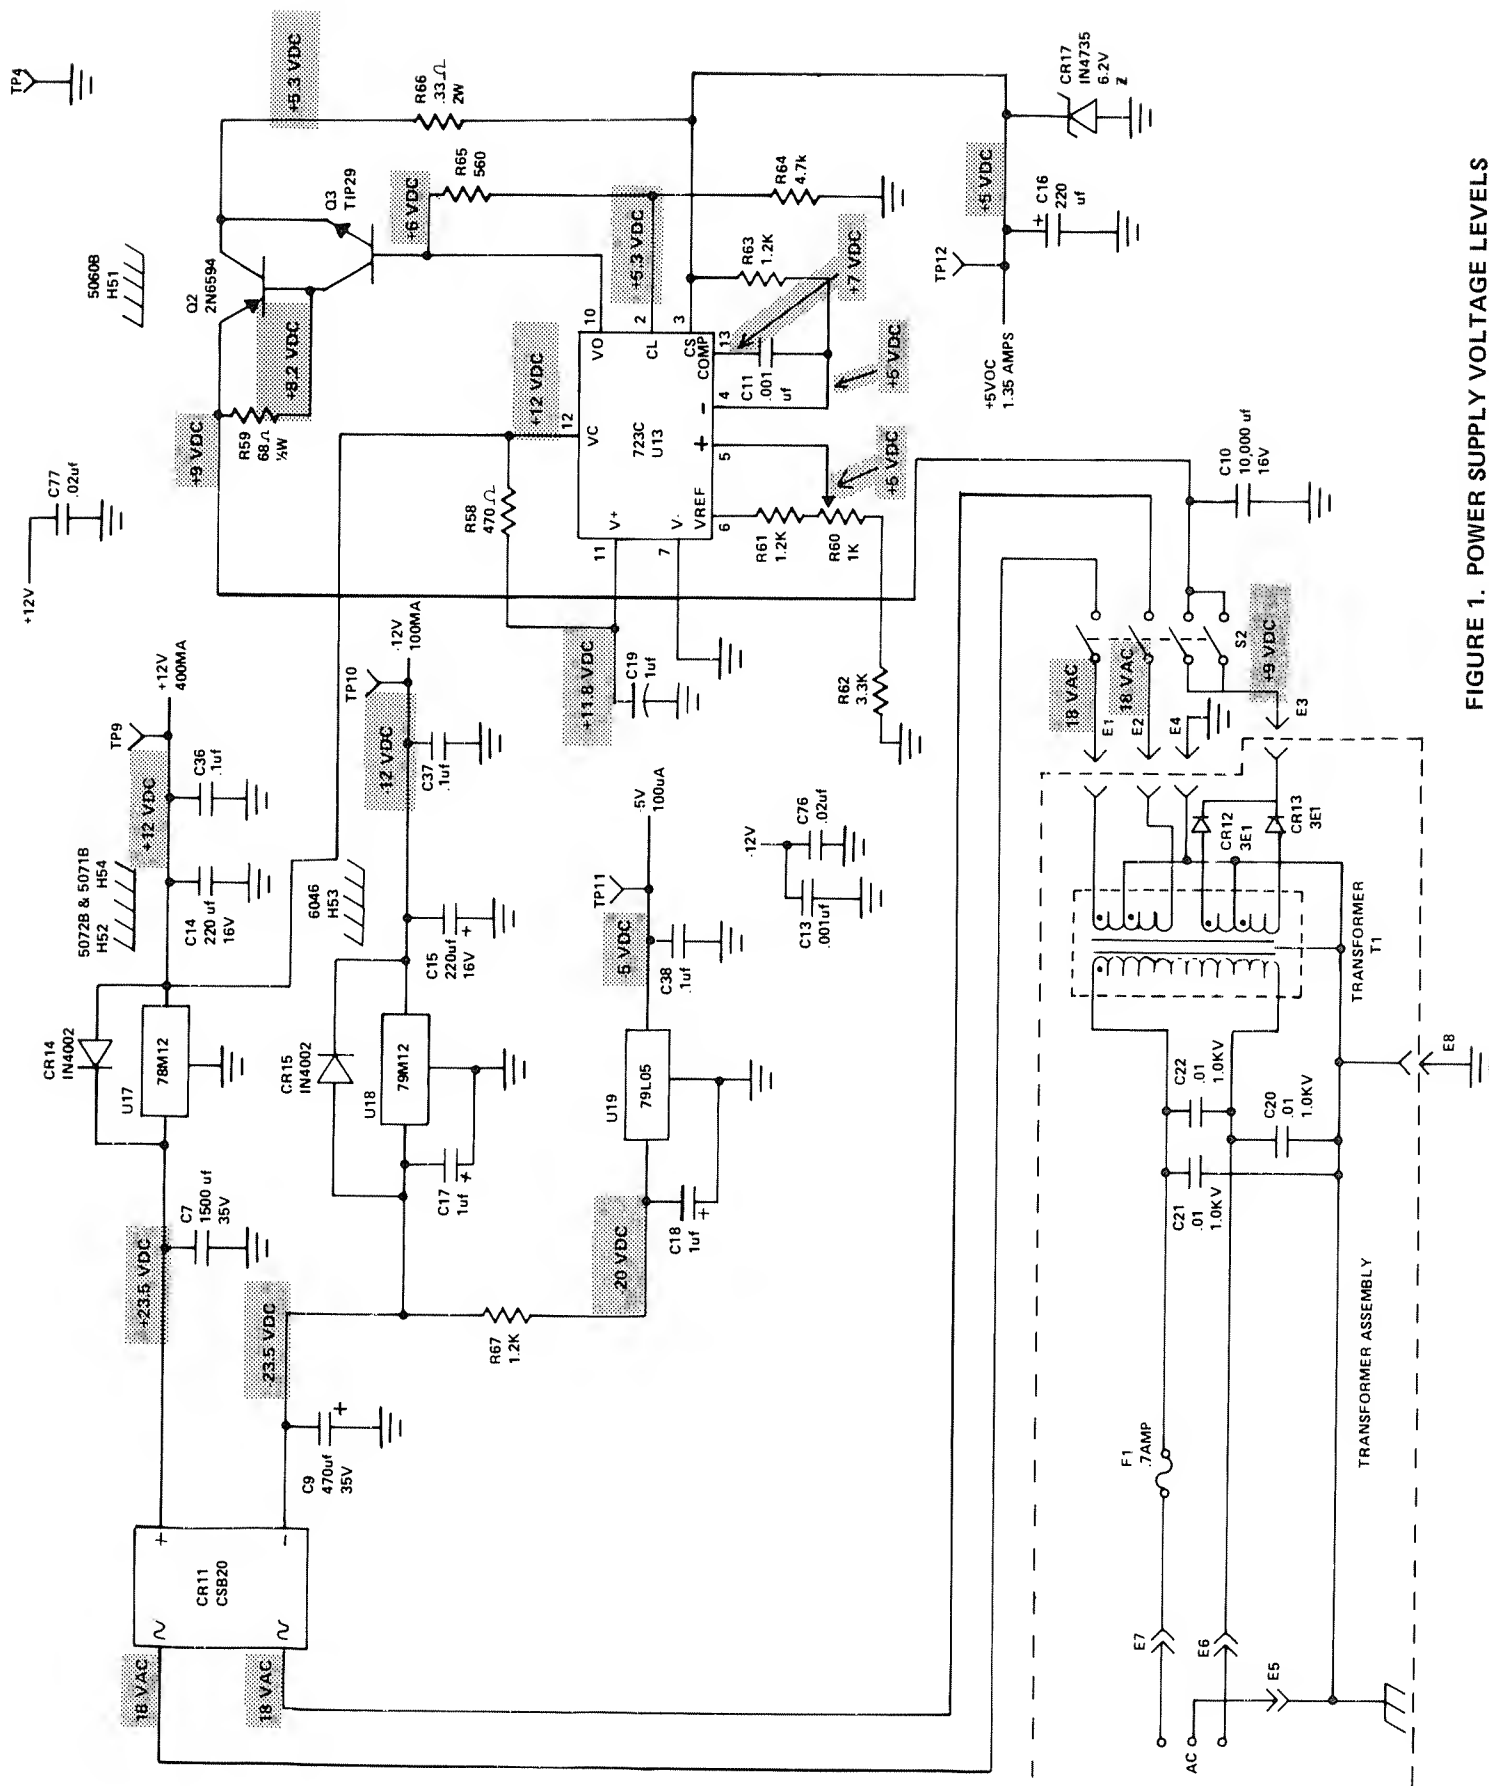 TP4
+5.3 VDC
5060B
H51
Q2
2N6594
Q3
TIP29
R66
.33Ω
2W
R65
560
+6 VDC
+8.2 VDC
+9 VDC
R59
68Ω
½W
C77
.02uf
+12V
+5.3 VDC
R64
4.7k
CR17
IN4735
6.2V
Z
+5 VDC
C16
220
uf
+
TP12
+5VOC
1.35 AMPS
R63
1.2K
+7 VDC
+12 VDC
10
2
3
12
VO
CL
CS
COMP
13
VC
723C
U13
C11
.001
uf
4
-
+
5
+5 VDC
+5 VDC
R58
470Ω
V+
11
V-
7
VREF
6
R61
1.2K
R60
1K
R62
3.3K
C10
10,000 uf
16V
+12V
400MA
TP9
+12 VDC
C36
.1uf
5072B & 5071B
H52
H54
C14
220 uf
16V
-12V
100MA
TP10
-12 VDC
C37
.1uf
+11.8 VDC
C19
1uf
6046
H53
C15
220uf
16V
+
-5V
100uA
TP11
-5 VDC
C38
.1uf
-12V
C76
.02uf
C13
.001uf
18 VAC
18 VAC
S2
+9 VDC
E1
E2
E4
E3
CR12
3E1
CR13
3E1
TRANSFORMER
T1
CR14
IN4002
U17
78M12
CR15
IN4002
U18
79M12
C17
1uf
+
U19
79L05
C18
1uf
+
+23.5 VDC
C7
1500 uf
35V
-23.5 VDC
-20 VDC
R67
1.2K
C9
470uf
35V
+
+
-
CR11
CSB20
18 VAC
18 VAC
C22
.01
1.0KV
C20
.01
1.0KV
C21
.01
1.0KV
E8
F1
.7AMP
TRANSFORMER ASSEMBLY
E7
E6
E5
AC
FIGURE 1. POWER SUPPLY VOLTAGE LEVELS